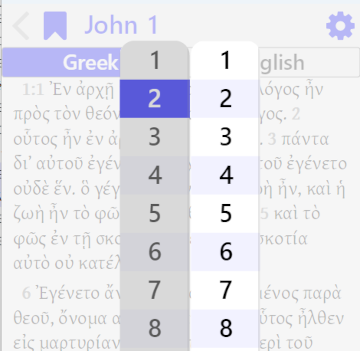 John 1
Greek glish
1 1
2 2
3 3
4 4
5 5
6 6
7 7
8 8
1:1 Ἐν ἀρχῇ λόγος ἦν
πρὸς τὸν θεόν γος. 2
οὗτος ἦν ἐν ἀρ . 3 πάντα
δι’ αὐτοῦ ἐγέν τοῦ ἐγένετο
οὐδὲ ἕν. ὃ γέγ ὴ ἦν, καὶ ἡ
ζωὴ ἦν τὸ φῶ 5 καὶ τὸ
φῶς ἐν τῇ σκο σκοτία
αὐτὸ οὐ κατέλ
6 Ἐγένετο ἄν μένος παρὰ
θεοῦ, ὄνομα α ὗτος ἦλθεν
εἰς μαρτυρίαν ερὶ τοῦ